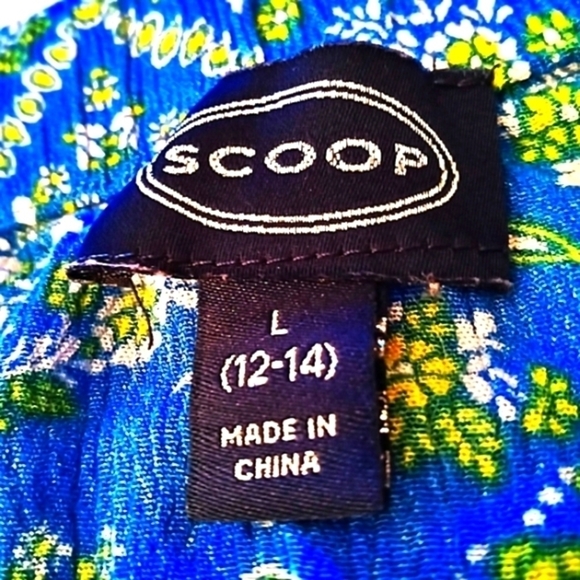 SCOOP
L
(12-14)
MADE IN
CHINA